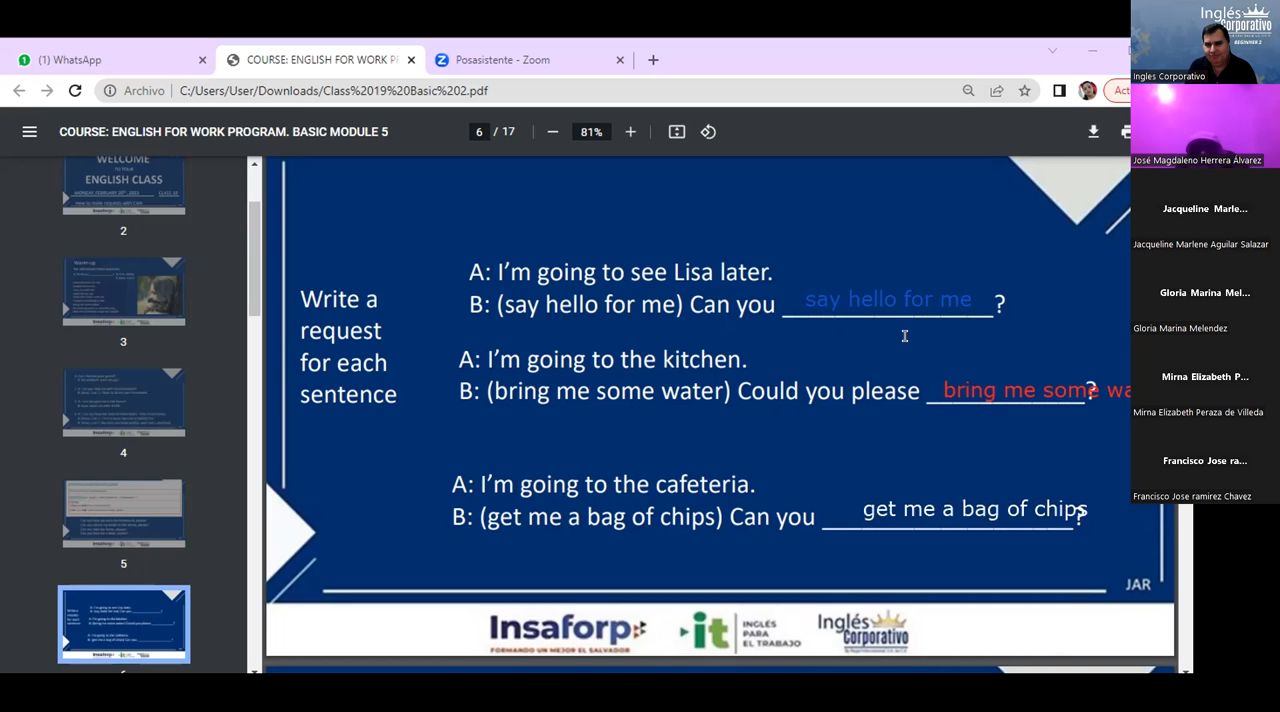 (1) WhatsApp
COURSE: ENGLISH FOR WORK PR
Posasistente - Zoom
Archivo
C:/Users/User/Downloads/Class%2019%20Basic%202.pdf
Act
COURSE: ENGLISH FOR WORK PROGRAM. BASIC MODULE 5
6 / 17
81%
WELCOME
ENGLISH CLASS
2
3
4
5
Write a
request
for each
sentence
A: I'm going to see Lisa later.
B: (say hello for me) Can you say hello for me ?
A: I'm going to the kitchen.
B: (bring me some water) Could you please bring me some wa ?
A: I'm going to the cafeteria.
B: (get me a bag of chips) Can you get me a bag of chips ?
JAR
Insaforp
FORMANDO UN MEJOR EL SALVADOR
it
INGLÉS
PARA
EL TRABAJO
Inglés
Corporativo
Inglés
Corporativo
BEGINNER 2
Ingles Corporativo
José Magdaleno Herrera Álvarez
Jacqueline Marle...
Jacqueline Marlene Aguilar Salazar
Gloria Marina Mel...
Gloria Marina Melendez
Mirna Elizabeth P...
Mirna Elizabeth Peraza de Villeda
Francisco Jose ra...
Francisco Jose ramirez Chavez